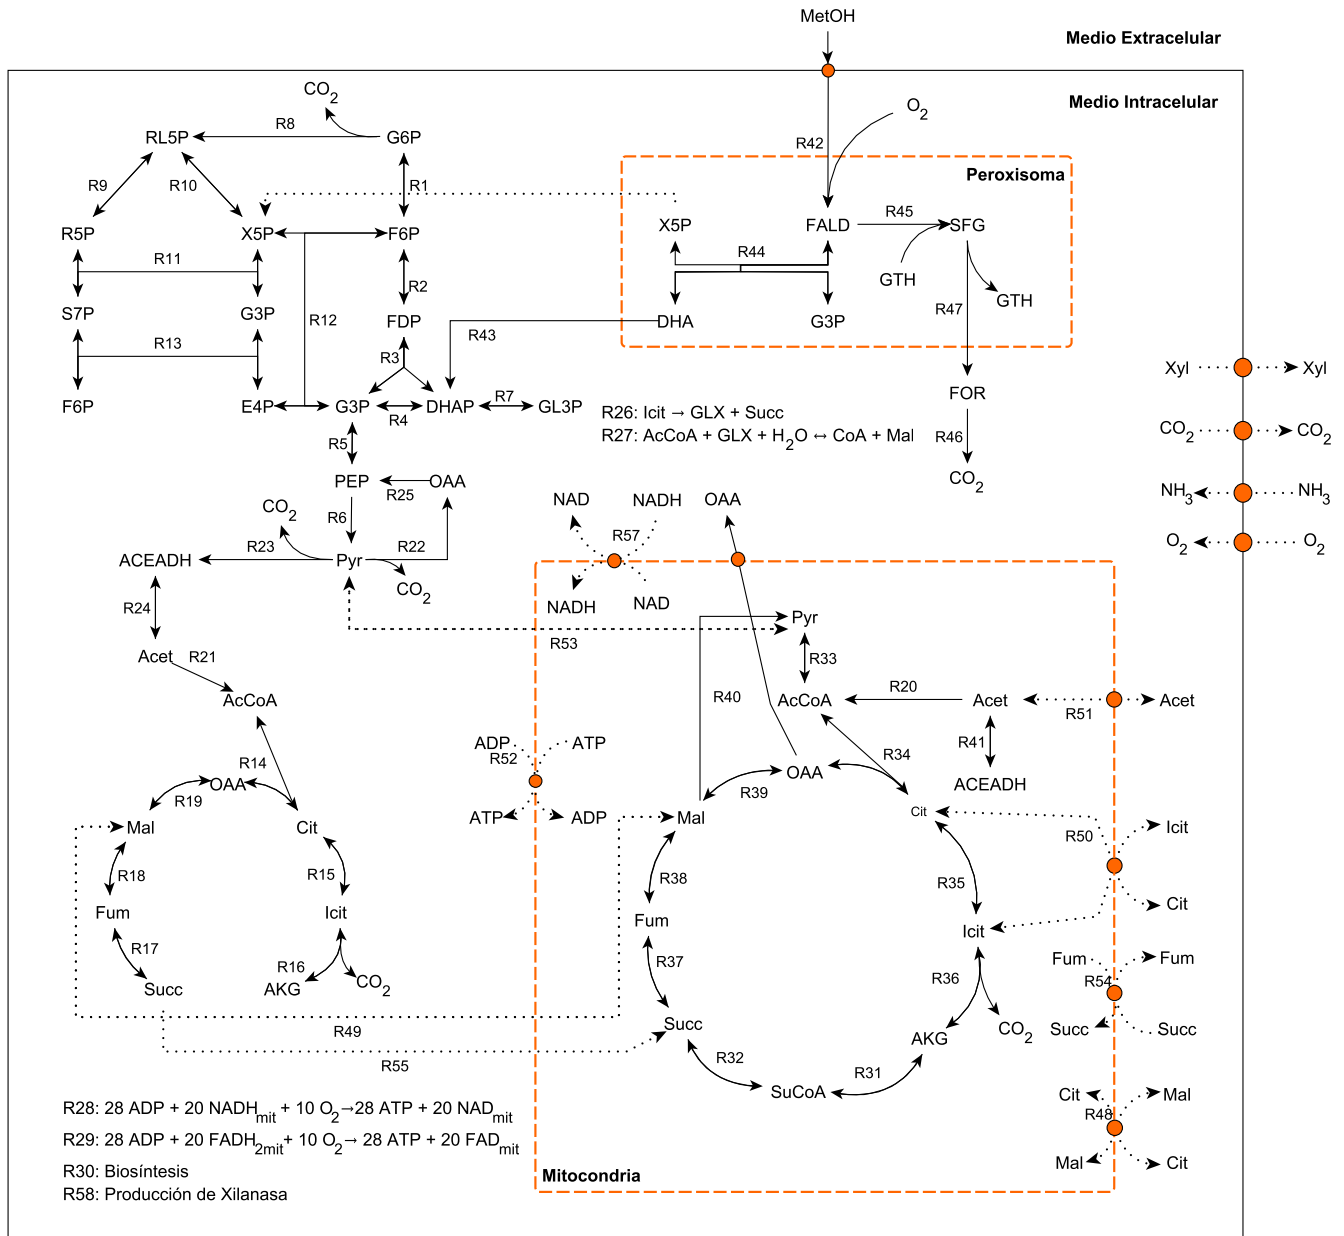 MetOH
Medio Extracelular
Medio Intracelular
CO2
O2
RL5P
R8
G6P
R42
Peroxisoma
R9
R10
R1
R5P
X5P
F6P
X5P
FALD
R45
SFG
R11
R44
GTH
GTH
R2
S7P
G3P
R12
FDP
R43
DHA
G3P
R47
R13
R3
F6P
E4P
G3P
R4
DHAP
R7
GL3P
FOR
Xyl
Xyl
R26: Icit → GLX + Succ
R27: AcCoA + GLX + H2O ↔ CoA + Mal
R46
CO2
CO2
CO2
R5
PEP
R25
OAA
NH3
NH3
R6
CO2
NAD
NADH
OAA
R57
O2
O2
ACEADH
R23
Pyr
R22
CO2
NADH
NAD
R24
R53
Pyr
Acet
R21
R33
AcCoA
R40
AcCoA
R20
Acet
R51
Acet
R14
ADP
R52
ATP
R34
R41
OAA
R19
OAA
R39
ACEADH
ATP
ADP
Mal
Cit
Mal
Cit
R50
Icit
R18
R15
R38
R35
Cit
Fum
Icit
Fum
Icit
R17
R16
R37
R36
Fum
Fum
R54
Succ
AKG
CO2
R49
Succ
AKG
CO2
Succ
Succ
R55
R32
R31
SuCoA
Cit
Mal
R48
Mal
Cit
R28: 28 ADP + 20 NADHmit + 10 O2→28 ATP + 20 NADmit
R29: 28 ADP + 20 FADH2mit+ 10 O2→ 28 ATP + 20 FADmit
R30: Biosíntesis
R58: Producción de Xilanasa
Mitocondria